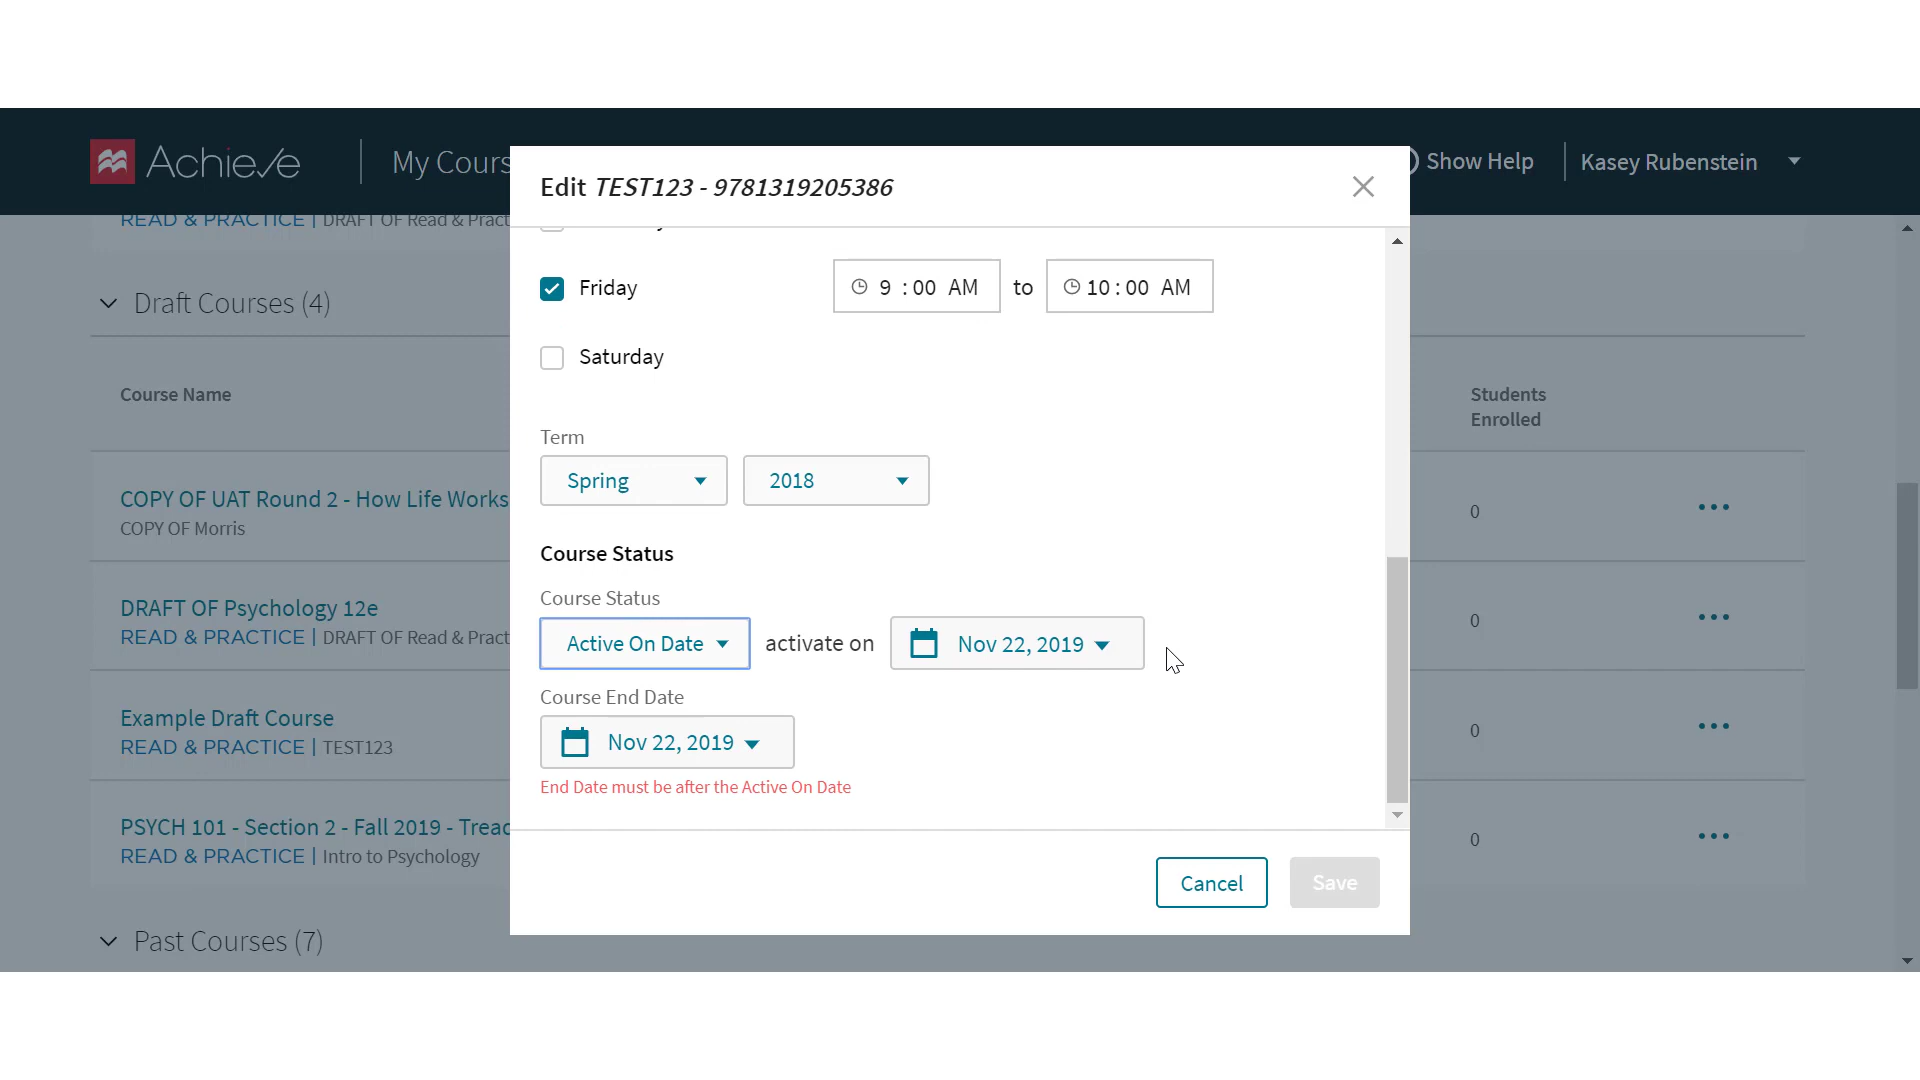 Achieve
My Cours
Show Help
Kasey Rubenstein
Edit TEST123 - 9781319205386
READ & PRACTICE | DRAFT OF Read & Pract
Draft Courses (4)
Course Name
Students
Enrolled
COPY OF UAT Round 2 - How Life Works
COPY OF Morris
0
DRAFT OF Psychology 12e
READ & PRACTICE | DRAFT OF Read & Pract
0
Example Draft Course
READ & PRACTICE | TEST123
0
PSYCH 101 - Section 2 - Fall 2019 - Tread
READ & PRACTICE | Intro to Psychology
0
Past Courses (7)
Friday
9 : 00 AM to 10 : 00 AM
Saturday
Term
Spring
2018
Course Status
Course Status
Active On Date activate on Nov 22, 2019
Course End Date
Nov 22, 2019
End Date must be after the Active On Date
Cancel
Save